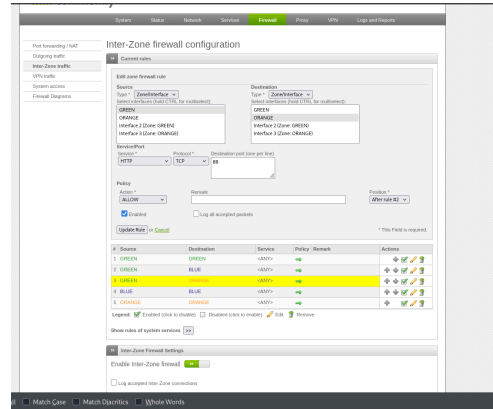 System Status Network Services Firewall Proxy VPN Logs and Reports
Port forwarding / NAT
Outgoing traffic
Inter-Zone traffic
VPN traffic
System access
Firewall Diagrams
Inter-Zone firewall configuration
Current rules
Edit zone firewall rule
Source Destination
Type * Zone/Interface Type * Zone/Interface
Select interfaces (hold CTRL for multiselect): Select interfaces (hold CTRL for multiselect):
GREEN GREEN
ORANGE ORANGE
Interface 2 (Zone: GREEN) Interface 2 (Zone: GREEN)
Interface 3 (Zone: ORANGE) Interface 3 (Zone: ORANGE)
Service/Port
Service * Protocol * Destination port (one per line)
HTTP TCP 80
Policy
Action * Remark Position *
ALLOW After rule #2
Enabled Log all accepted packets
Update Rule or Cancel * This Field is required.
# Source Destination Service Policy Remark Actions
1 GREEN GREEN <ANY>
2 GREEN BLUE <ANY>
3 GREEN ORANGE <ANY>
4 BLUE BLUE <ANY>
5 ORANGE ORANGE <ANY>
Legend: Enabled (click to disable) Disabled (click to enable) Edit Remove
Show rules of system services >>
Inter-Zone Firewall Settings
Enable Inter-Zone firewall
Log accepted Inter-Zone connections
Match Case Match Diacritics Whole Words